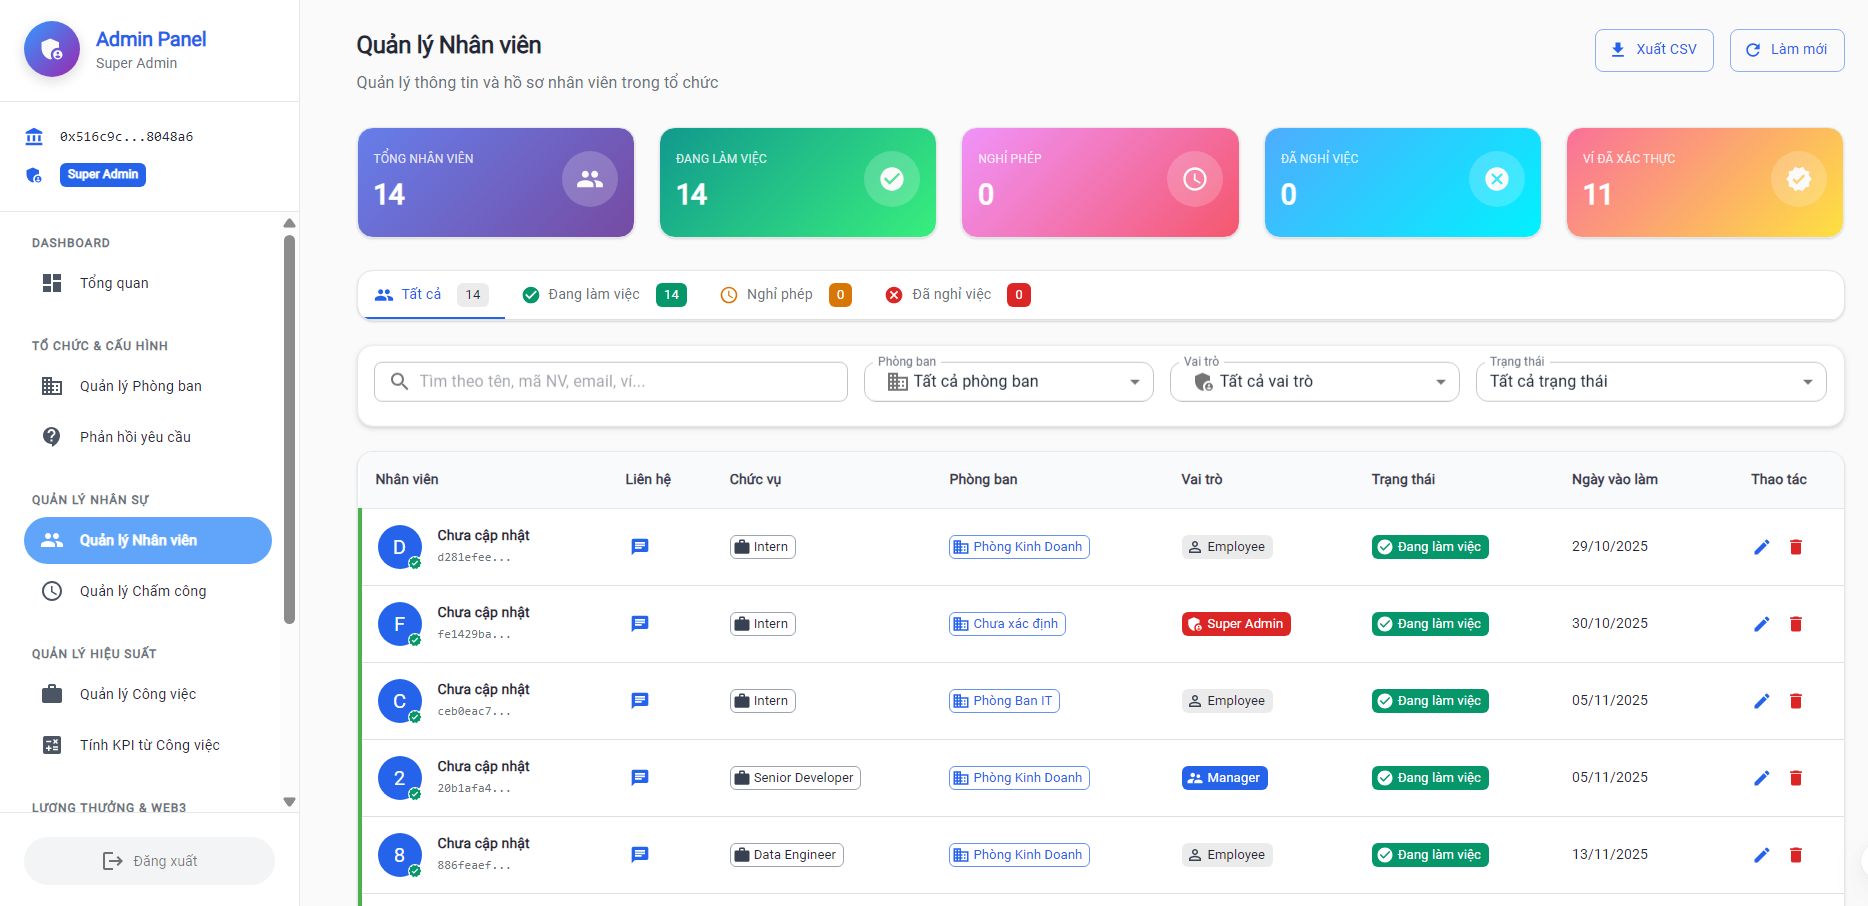 Admin Panel
Super Admin
0x516c9c...8048a6
Super Admin
DASHBOARD
Tổng quan
TỔ CHỨC & CẤU HÌNH
Quản lý Phòng ban
Phản hồi yêu cầu
QUẢN LÝ NHÂN SỰ
Quản lý Nhân viên
Quản lý Chấm công
QUẢN LÝ HIỆU SUẤT
Quản lý Công việc
Tính KPI từ Công việc
LƯƠNG THƯỞNG & WEB3
Đăng xuất
Quản lý Nhân viên
Quản lý thông tin và hồ sơ nhân viên trong tổ chức
Xuất CSV
Làm mới
TỔNG NHÂN VIÊN
14
ĐANG LÀM VIỆC
14
NGHỈ PHÉP
0
ĐÃ NGHỈ VIỆC
0
VÍ ĐÃ XÁC THỰC
11
Tất cả 14
Đang làm việc 14
Nghỉ phép 0
Đã nghỉ việc 0
Tìm theo tên, mã NV, email, ví...
Phòng ban
Tất cả phòng ban
Vai trò
Tất cả vai trò
Trạng thái
Tất cả trạng thái
Nhân viên Liên hệ Chức vụ Phòng ban Vai trò Trạng thái Ngày vào làm Thao tác
D Chưa cập nhật Intern Phòng Kinh Doanh Employee Đang làm việc 29/10/2025
d281efee...
F Chưa cập nhật Intern Chưa xác định Super Admin Đang làm việc 30/10/2025
fe1429ba...
C Chưa cập nhật Intern Phòng Ban IT Employee Đang làm việc 05/11/2025
ceb0eac7...
2 Chưa cập nhật Senior Developer Phòng Kinh Doanh Manager Đang làm việc 05/11/2025
20b1afa4...
8 Chưa cập nhật Data Engineer Phòng Kinh Doanh Employee Đang làm việc 13/11/2025
886feaef...